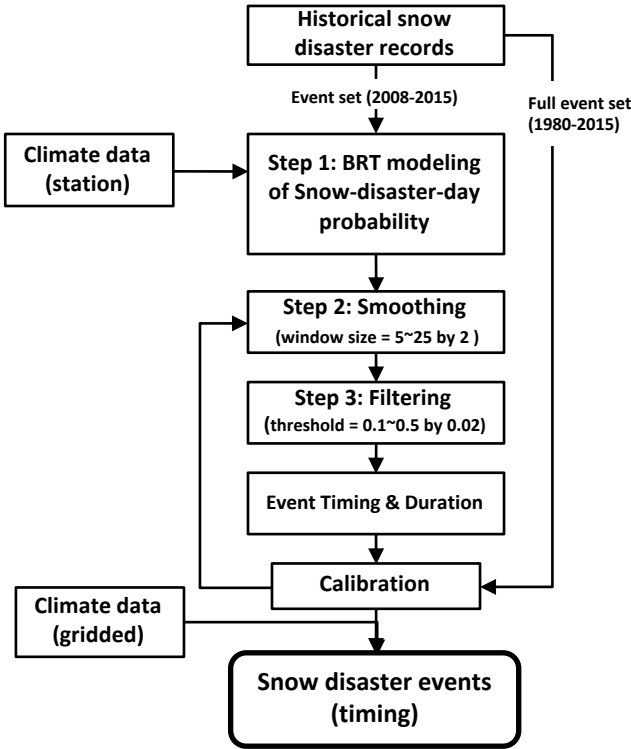 Historical snow
disaster records
Event set (2008-2015)
Full event set
(1980-2015)
Climate data
(station)
Step 1: BRT modeling
of Snow-disaster-day
probability
Step 2: Smoothing
(window size = 5~25 by 2 )
Step 3: Filtering
(threshold = 0.1~0.5 by 0.02)
Event Timing & Duration
Calibration
Climate data
(gridded)
Snow disaster events
(timing)